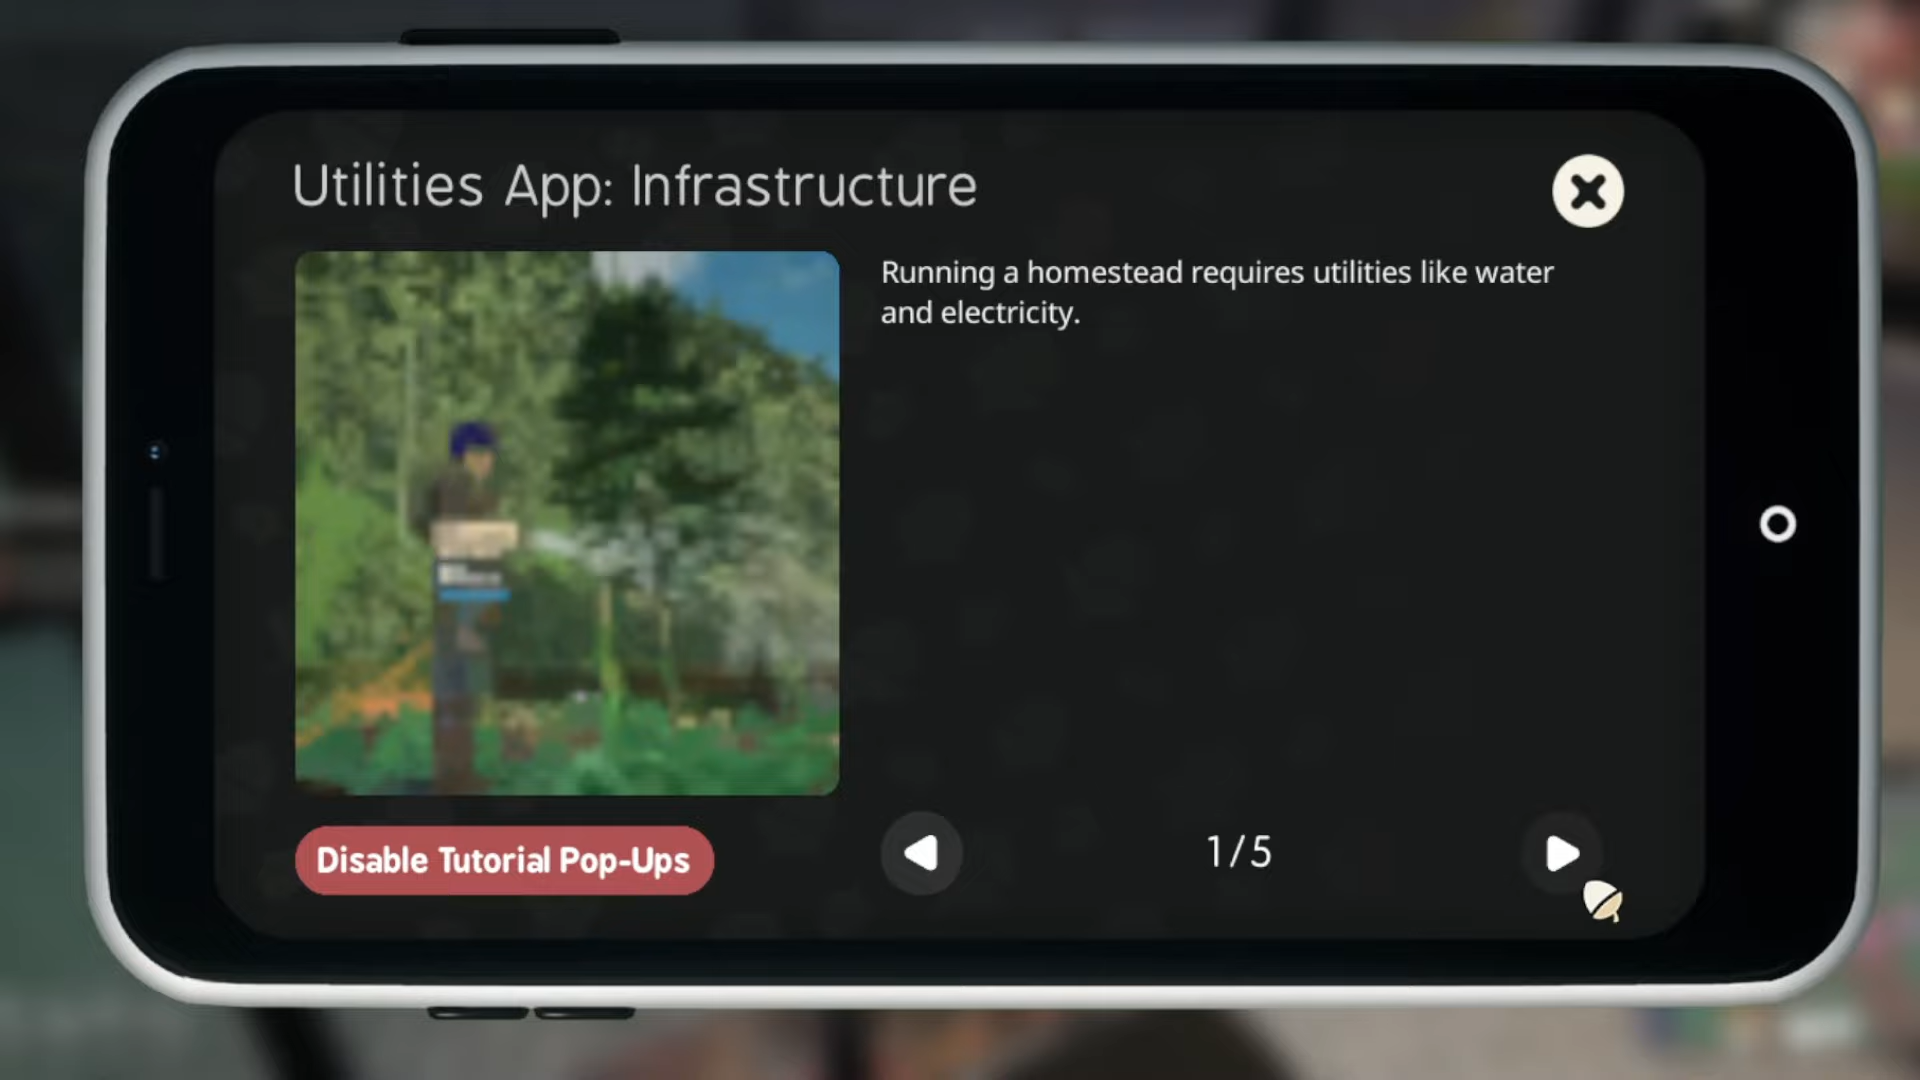 Utilities App: Infrastructure
Running a homestead requires utilities like water
and electricity.
Disable Tutorial Pop-Ups
1/5